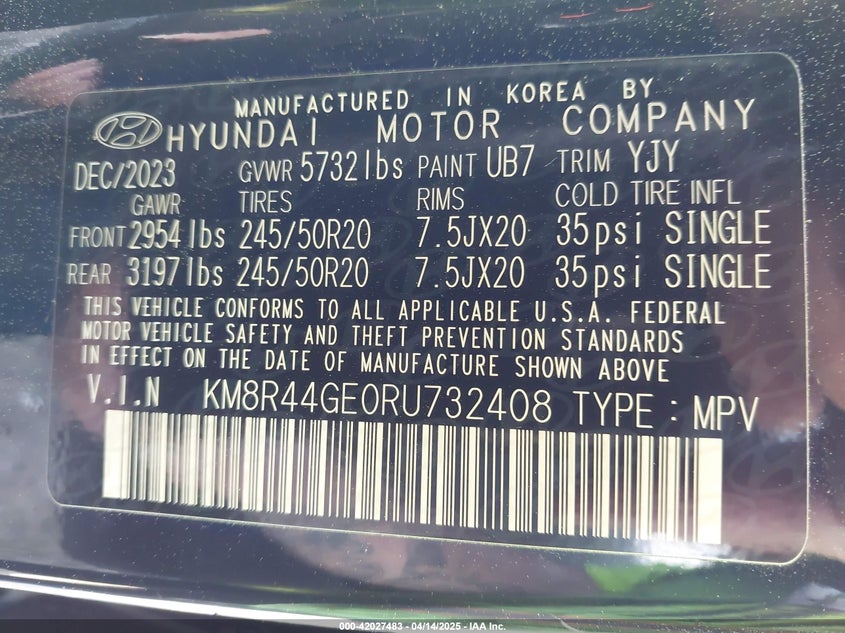 MANUFACTURED IN KOREA BY
HYUNDAI MOTOR COMPANY
DEC/2023 GVWR 5732lbs PAINT UB7 TRIM YJY
GAWR TIRES RIMS COLD TIRE INFL
FRONT 2954lbs 245/50R20 7.5JX20 35psi SINGLE
REAR 3197lbs 245/50R20 7.5JX20 35psi SINGLE
THIS VEHICLE CONFORMS TO ALL APPLICABLE U.S.A. FEDERAL
MOTOR VEHICLE SAFETY AND THEFT PREVENTION STANDARDS
IN EFFECT ON THE DATE OF MANUFACTURE SHOWN ABOVE
V.I.N KM8R44GE0RU732408 TYPE : MPV
000-42027483 - 04/14/2025 - IAA Inc.